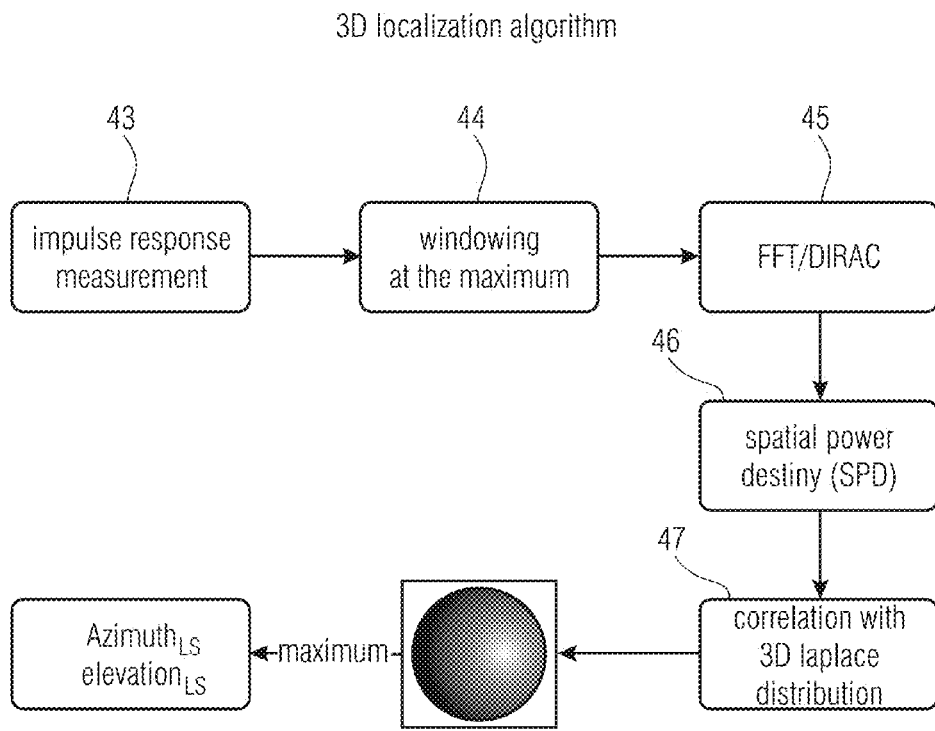 3D localization algorithm
43
44
45
impulse response
measurement
windowing
at the maximum
FFT/DIRAC
46
spatial power
destiny (SPD)
47
correlation with
3D laplace
distribution
maximum
Azimuth_LS
elevation_LS